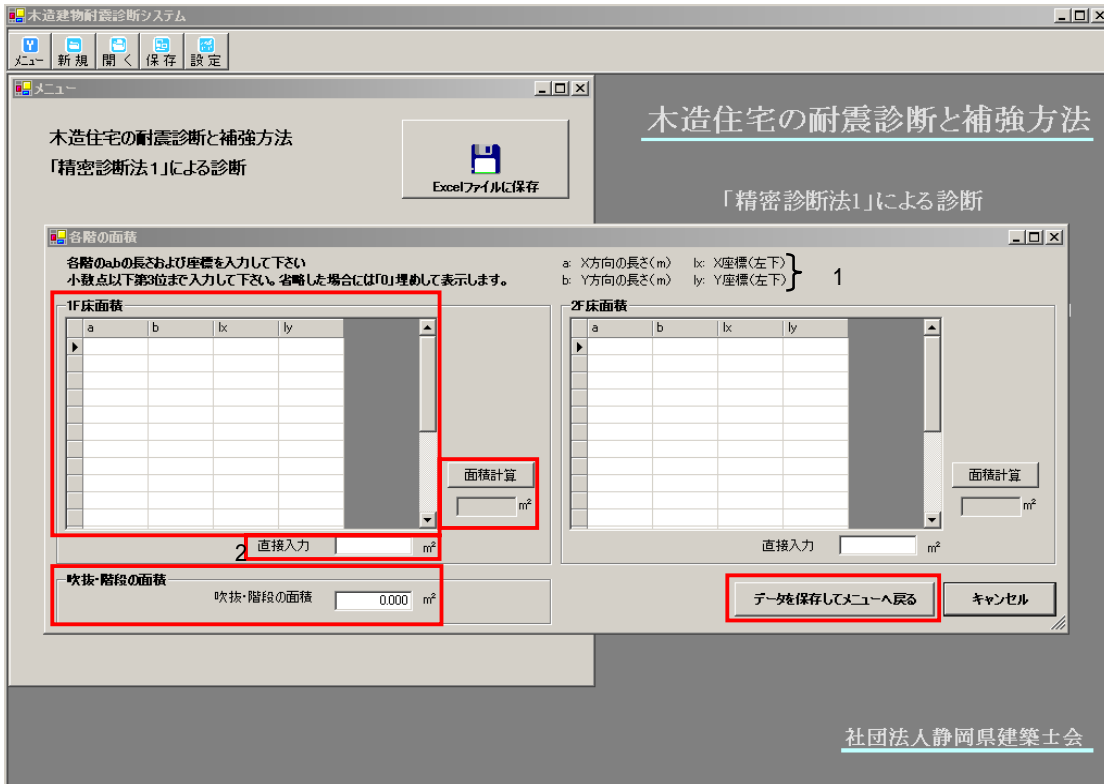 木造建物耐震診断システム
メニュー 新規 開く 保存 設定
メニュー
木造住宅の耐震診断と補強方法
「精密診断法1」による診断
Excelファイルに保存
木造住宅の耐震診断と補強方法
「精密診断法1」による診断
各階の面積
各階のabの長さおよび座標を入力して下さい
小数点以下第3位まで入力して下さい。省略した場合には「0」埋めして表示します。
a: X方向の長さ(m) lx: X座標(左下)
b: Y方向の長さ(m) ly: Y座標(左下)
1
1F床面積
a b lx ly
面積計算
m²
2
直接入力 m²
2F床面積
a b lx ly
面積計算
m²
直接入力 m²
吹抜・階段の面積
吹抜・階段の面積 0.000 m²
データを保存してメニューへ戻る
キャンセル
社団法人静岡県建築士会